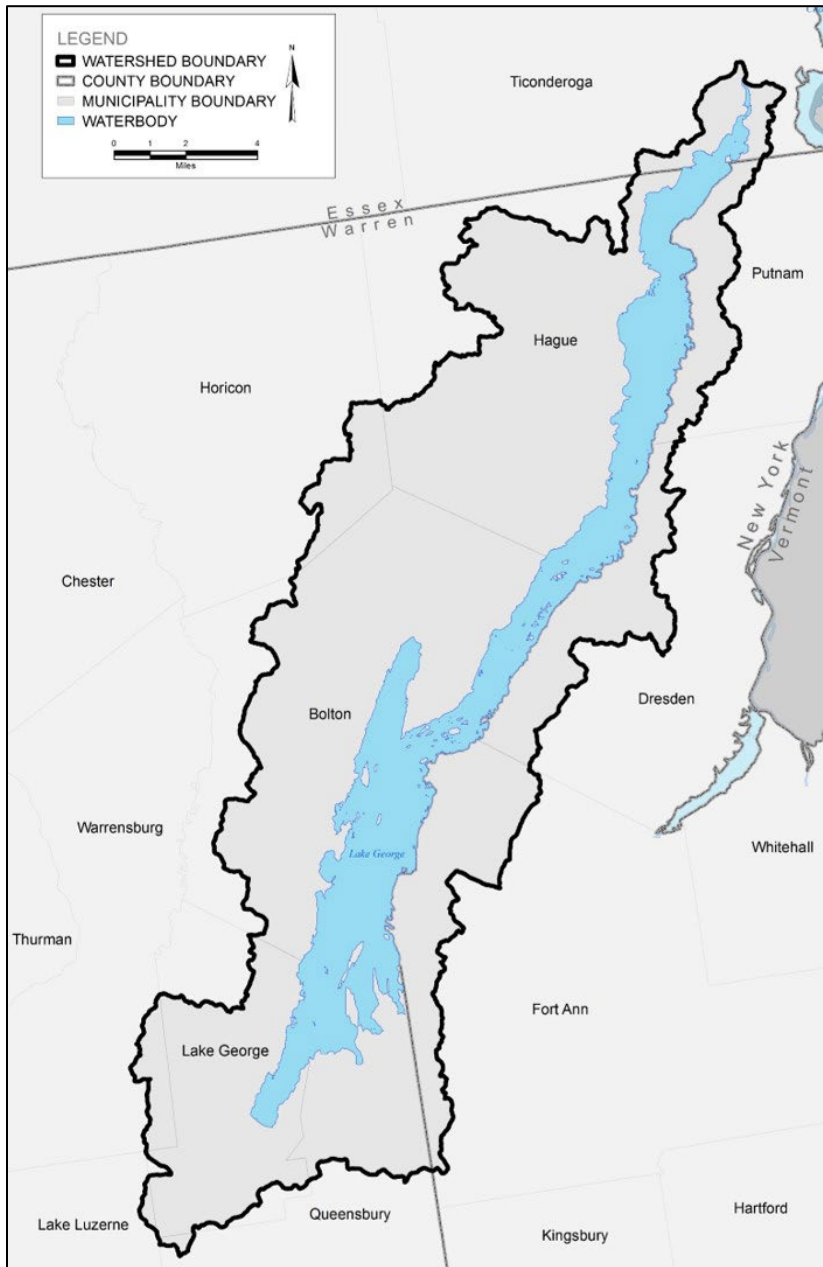 LEGEND
WATERSHED BOUNDARY
COUNTY BOUNDARY
MUNICIPALITY BOUNDARY
WATERBODY
N
0 1 2 4
Miles
Ticonderoga
Essex
Warren
Putnam
Hague
Horicon
New York
Vermont
Chester
Dresden
Bolton
Warrensburg
Lake George
Whitehall
Thurman
Fort Ann
Lake George
Hartford
Queensbury
Lake Luzerne
Kingsbury